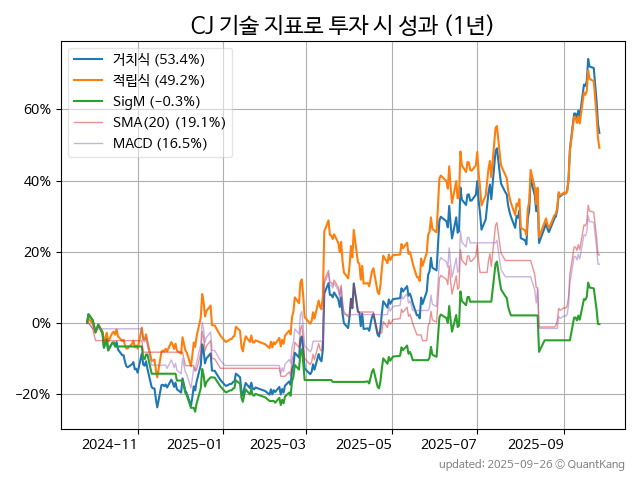 CJ 기술 지표로 투자 시 성과 (1년)
거치식 (53.4%)
적립식 (49.2%)
SigM (−0.3%)
SMA(20) (19.1%)
MACD (16.5%)
60%
40%
20%
0%
−20%
2024-11 2025-01 2025-03 2025-05 2025-07 2025-09
updated: 2025-09-26 © QuantKang